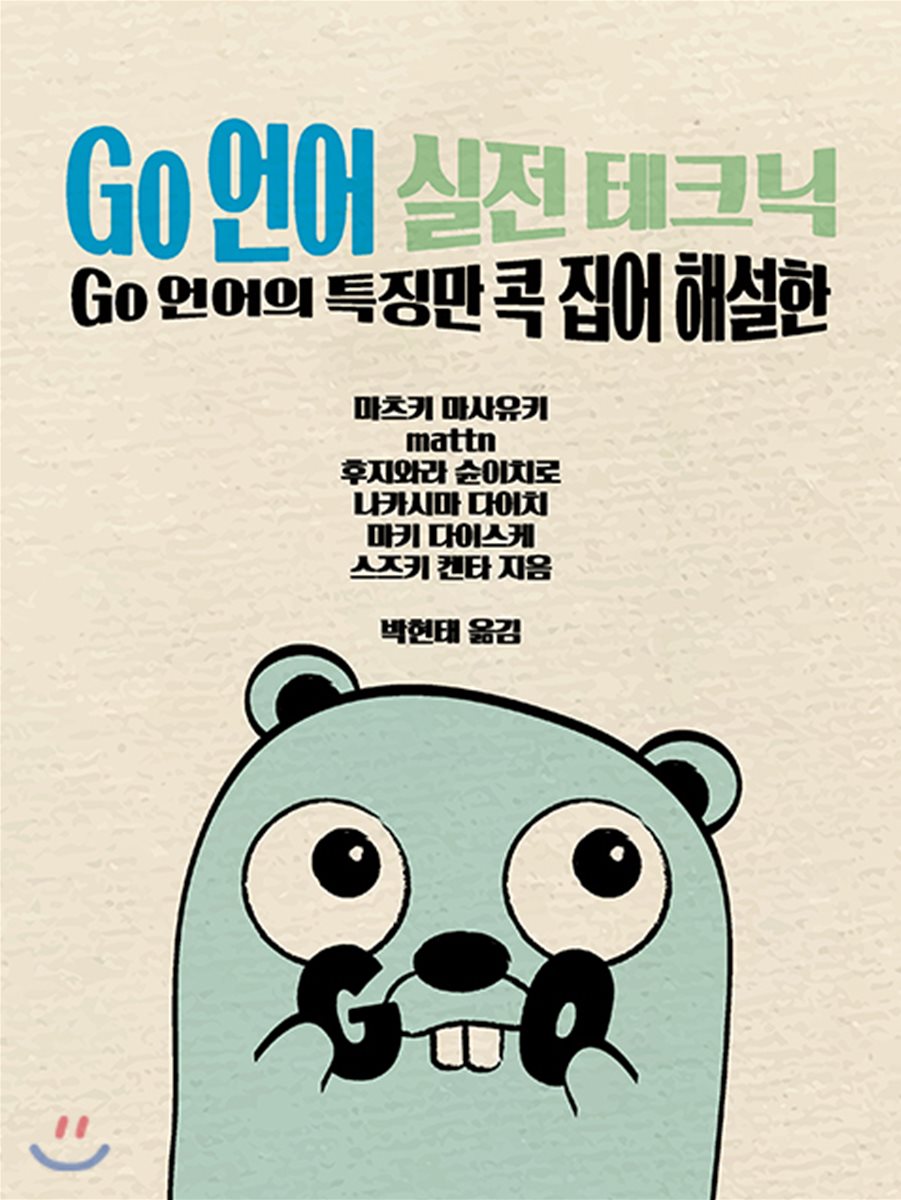 Go 언어 실전 테크닉
Go 언어의 특징만 콕 집어 해설한
마츠키 마사유키
mattn
후지와라 슌이치로
나카시마 다이치
마키 다이스케
스즈키 켄타 지음
박현태 옮김
G O